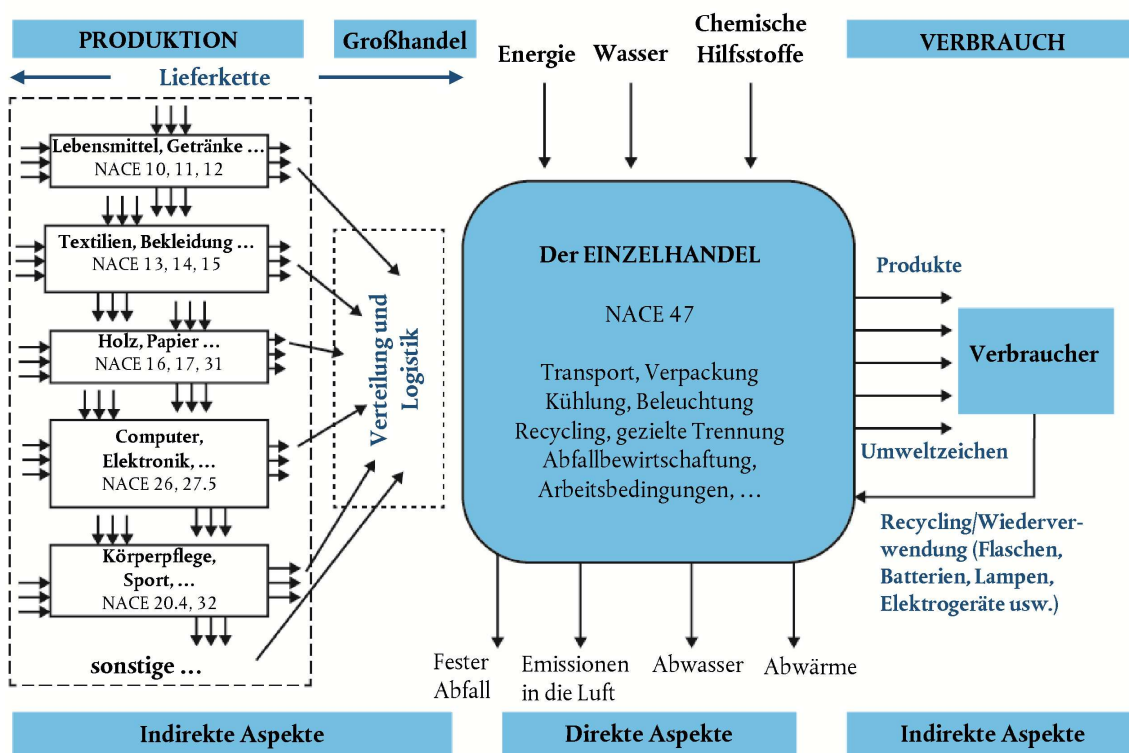 PRODUKTION
Großhandel
Lieferkette
Lebensmittel, Getränke ...
NACE 10, 11, 12
Textilien, Bekleidung ...
NACE 13, 14, 15
Holz, Papier ...
NACE 16, 17, 31
Computer,
Elektronik, ...
NACE 26, 27.5
Körperpflege,
Sport, ...
NACE 20.4, 32
sonstige ...
Verteilung und
Logistik
Energie
Wasser
Chemische
Hilfsstoffe
Der EINZELHANDEL
NACE 47
Transport, Verpackung
Kühlung, Beleuchtung
Recycling, gezielte Trennung
Abfallbewirtschaftung,
Arbeitsbedingungen, ...
Fester
Abfall
Emissionen
in die Luft
Abwasser
Abwärme
VERBRAUCH
Produkte
Verbraucher
Umweltzeichen
Recycling/Wiederver-
wendung (Flaschen,
Batterien, Lampen,
Elektrogeräte usw.)
Indirekte Aspekte
Direkte Aspekte
Indirekte Aspekte